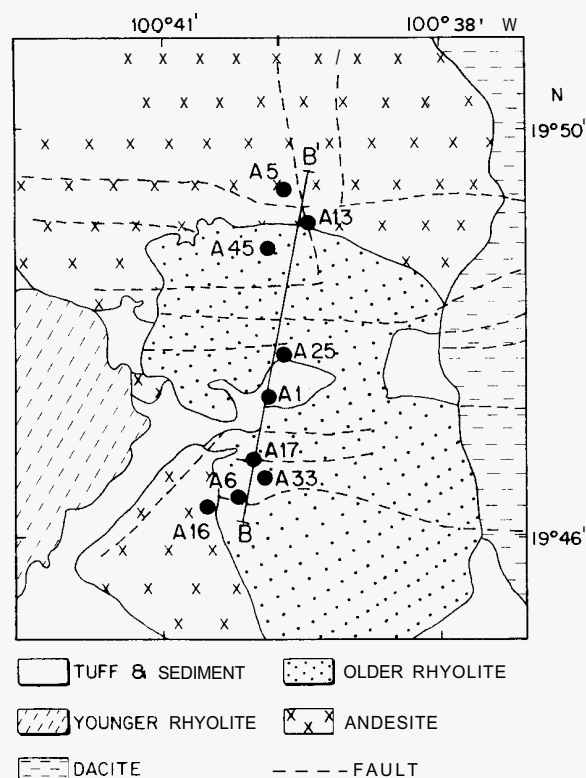 100°41' 100°38' W
N
19°50'
B'
A5
A13
A45
A25
A1
A17
A6 A33
A16
B
19°46'
TUFF & SEDIMENT OLDER RHYOLITE
YOUNGER RHYOLITE ANDESITE
DACITE FAULT